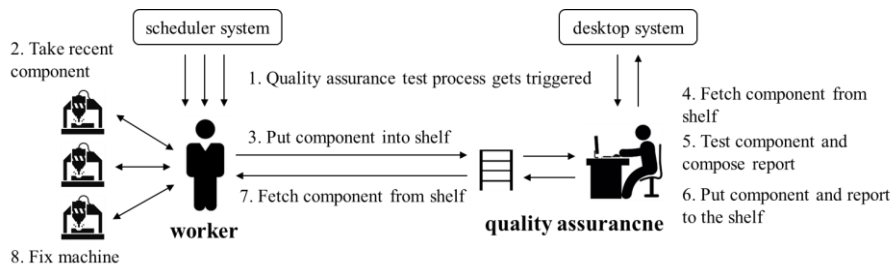 scheduler system
desktop system
2. Take recent
component
1. Quality assurance test process gets triggered
4. Fetch component from
shelf
3. Put component into shelf
5. Test component and
compose report
7. Fetch component from shelf
6. Put component and report
to the shelf
worker
quality assurancne
8. Fix machine